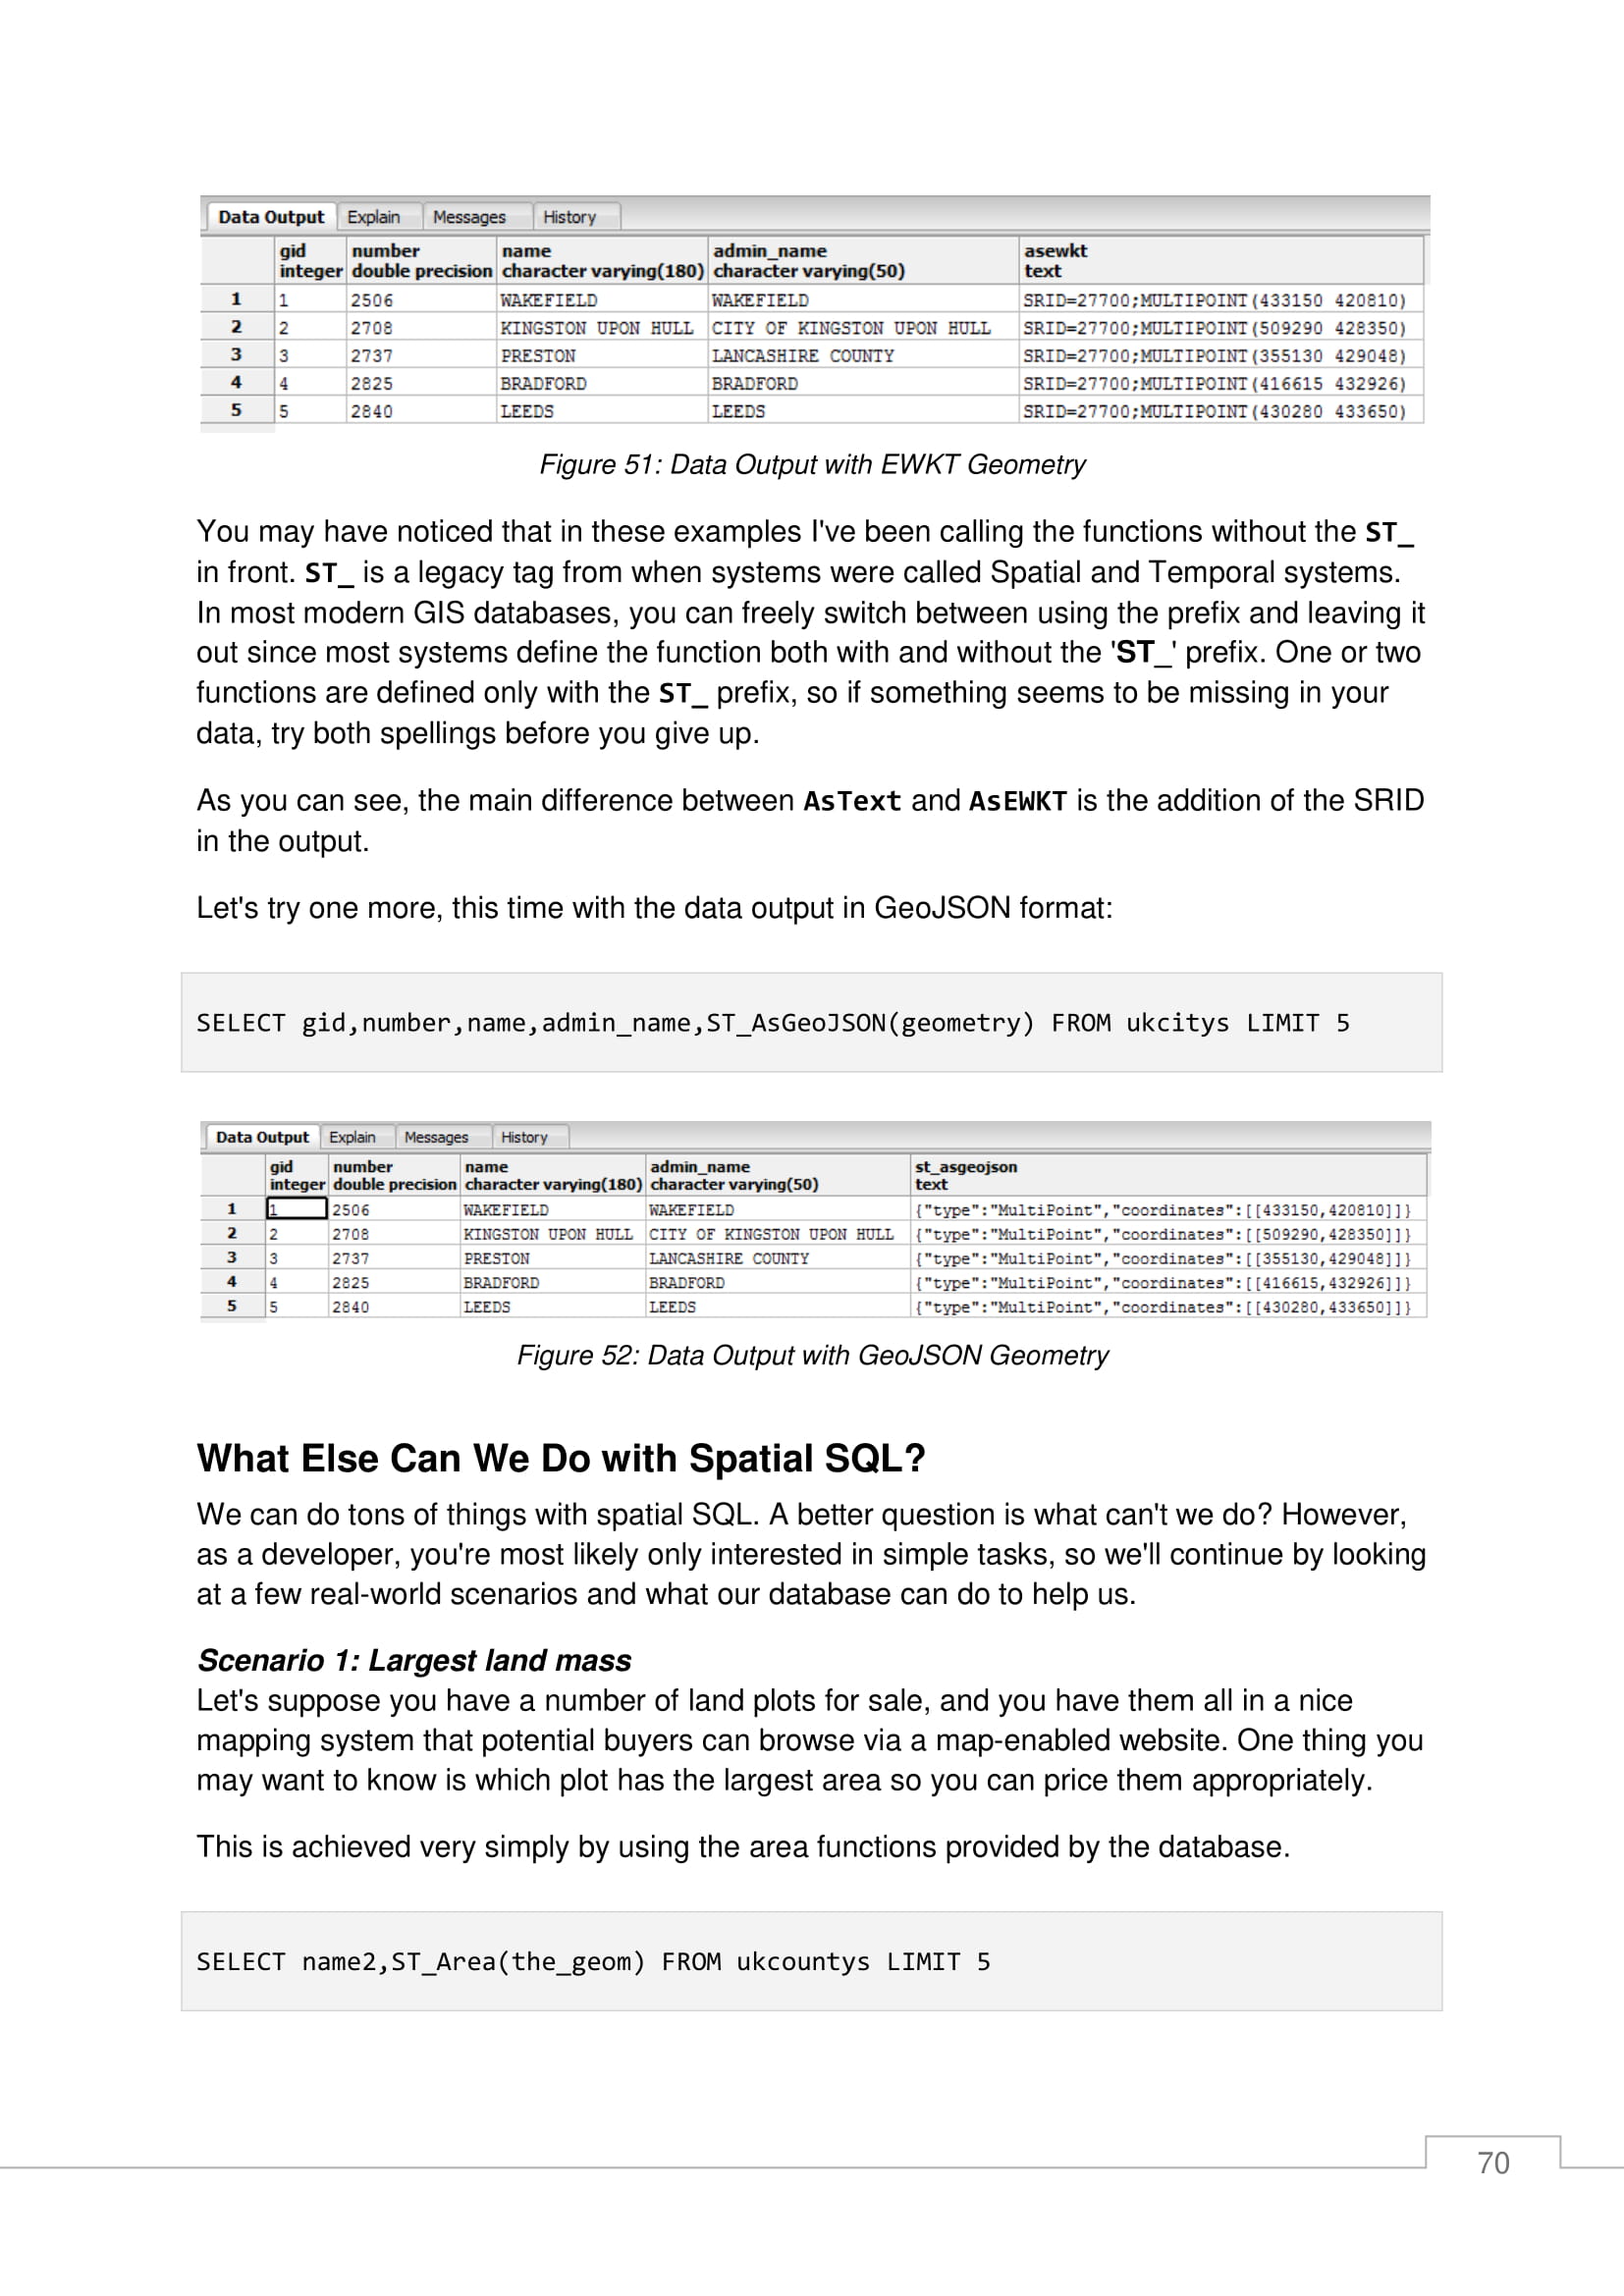 Data Output Explain Messages History
gid number name admin_name asewkt
integer double precision character varying(180) character varying(50) text
1 1 2506 WAKEFIELD WAKEFIELD SRID=27700;MULTIPOINT(433150 420810)
2 2 2708 KINGSTON UPON HULL CITY OF KINGSTON UPON HULL SRID=27700;MULTIPOINT(509290 428350)
3 3 2737 PRESTON LANCASHIRE COUNTY SRID=27700;MULTIPOINT(355130 429048)
4 4 2825 BRADFORD BRADFORD SRID=27700;MULTIPOINT(416615 432926)
5 5 2840 LEEDS LEEDS SRID=27700;MULTIPOINT(430280 433650)
Figure 51: Data Output with EWKT Geometry
You may have noticed that in these examples I've been calling the functions without the ST_
in front. ST_ is a legacy tag from when systems were called Spatial and Temporal systems.
In most modern GIS databases, you can freely switch between using the prefix and leaving it
out since most systems define the function both with and without the 'ST_' prefix. One or two
functions are defined only with the ST_ prefix, so if something seems to be missing in your
data, try both spellings before you give up.
As you can see, the main difference between AsText and AsEWKT is the addition of the SRID
in the output.
Let's try one more, this time with the data output in GeoJSON format:
SELECT gid,number,name,admin_name,ST_AsGeoJSON(geometry) FROM ukcitys LIMIT 5
Data Output Explain Messages History
gid number name admin_name st_asgeojson
integer double precision character varying(180) character varying(50) text
1 1 2506 WAKEFIELD WAKEFIELD {"type":"MultiPoint","coordinates":[[433150,420810]]}
2 2 2708 KINGSTON UPON HULL CITY OF KINGSTON UPON HULL {"type":"MultiPoint","coordinates":[[509290,428350]]}
3 3 2737 PRESTON LANCASHIRE COUNTY {"type":"MultiPoint","coordinates":[[355130,429048]]}
4 4 2825 BRADFORD BRADFORD {"type":"MultiPoint","coordinates":[[416615,432926]]}
5 5 2840 LEEDS LEEDS {"type":"MultiPoint","coordinates":[[430280,433650]]}
Figure 52: Data Output with GeoJSON Geometry
What Else Can We Do with Spatial SQL?
We can do tons of things with spatial SQL. A better question is what can't we do? However,
as a developer, you're most likely only interested in simple tasks, so we'll continue by looking
at a few real-world scenarios and what our database can do to help us.
Scenario 1: Largest land mass
Let's suppose you have a number of land plots for sale, and you have them all in a nice
mapping system that potential buyers can browse via a map-enabled website. One thing you
may want to know is which plot has the largest area so you can price them appropriately.
This is achieved very simply by using the area functions provided by the database.
SELECT name2,ST_Area(the_geom) FROM ukcountys LIMIT 5
70